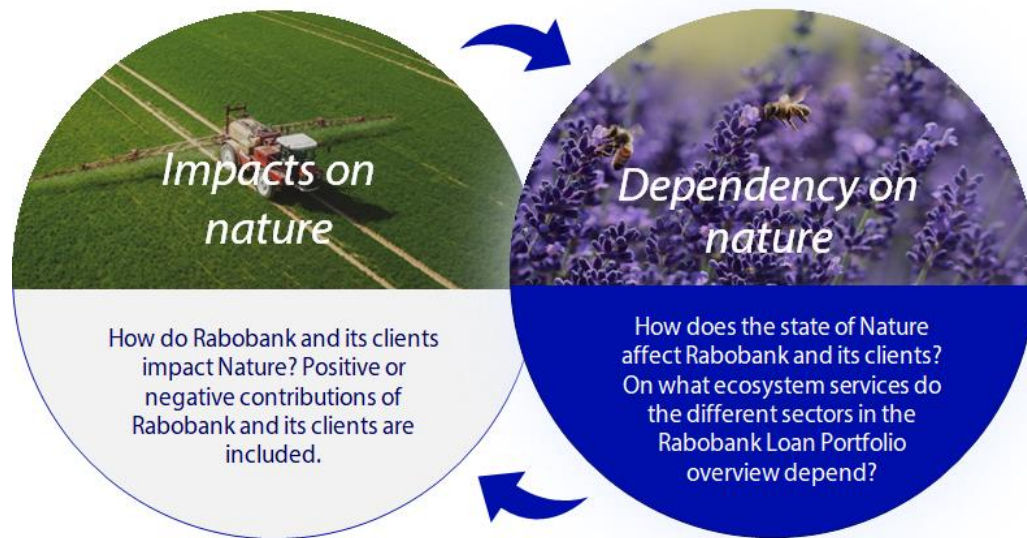 Impacts on
nature
How do Rabobank and its clients
impact Nature? Positive or
negative contributions of
Rabobank and its clients are
included.
Dependency on
nature
How does the state of Nature
affect Rabobank and its clients?
On what ecosystem services do
the different sectors in the
Rabobank Loan Portfolio
overview depend?